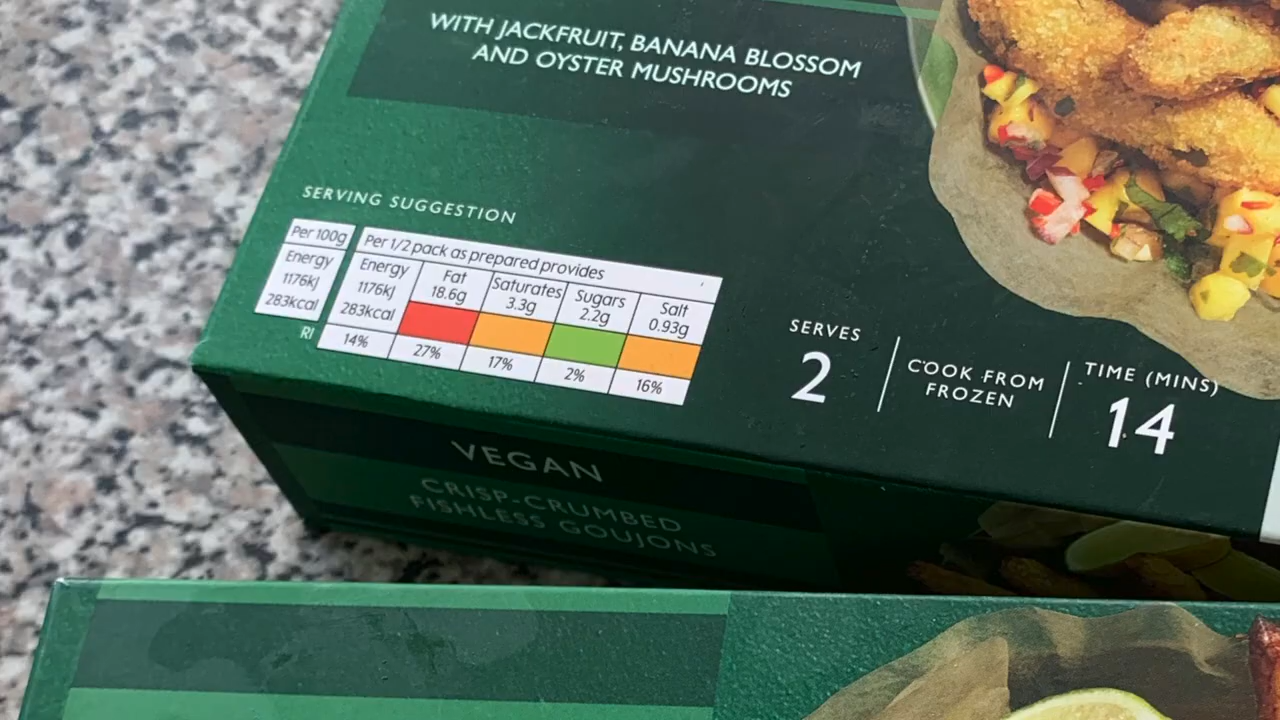 WITH JACKFRUIT, BANANA BLOSSOM
AND OYSTER MUSHROOMS
SERVING SUGGESTION
Per 100g
Energy
1176kJ
283kcal
Per 1/2 pack as prepared provides
Energy
1176kJ
283kcal
14%
Fat
18.6g
27%
Saturates
3.3g
17%
Sugars
2.2g
2%
Salt
0.93g
16%
RI
SERVES
2
COOK FROM
FROZEN
TIME (MINS)
14
VEGAN
CRISP-CRUMBED
FISHLESS GOUJONS